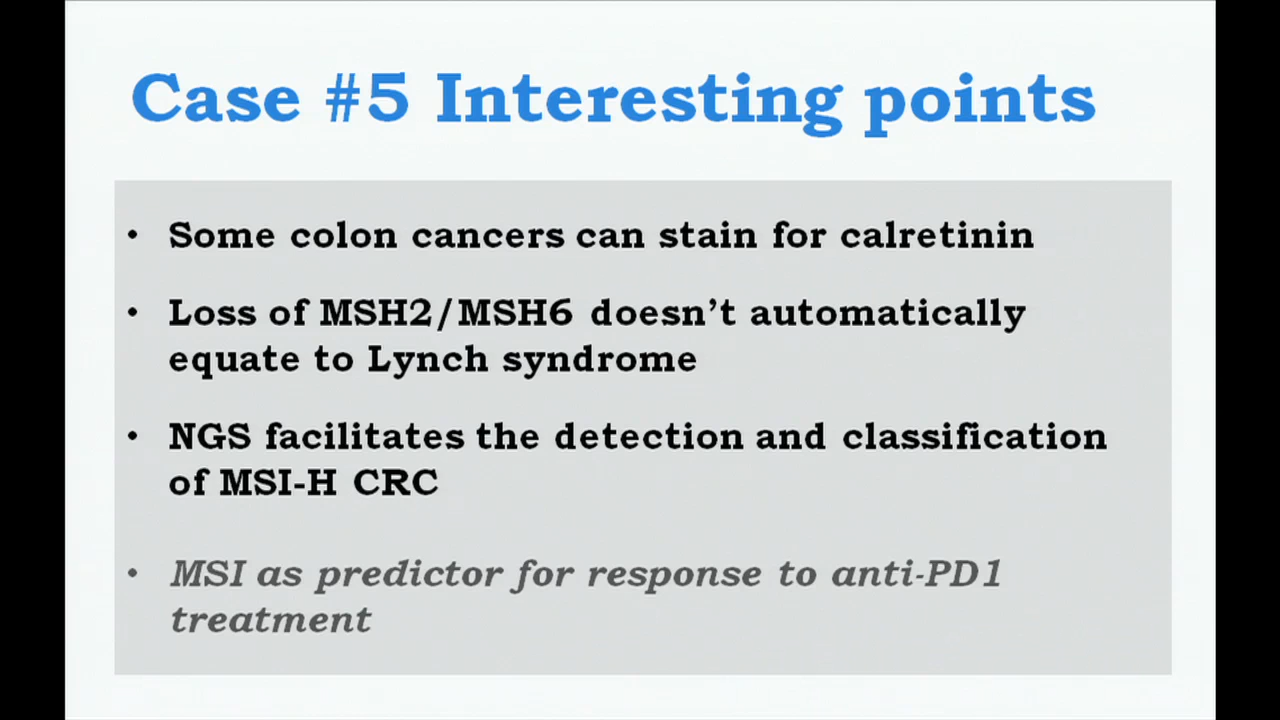 Case #5 Interesting points
• Some colon cancers can stain for calretinin
• Loss of MSH2/MSH6 doesn’t automatically
equate to Lynch syndrome
• NGS facilitates the detection and classification
of MSI-H CRC
• MSI as predictor for response to anti-PD1
treatment